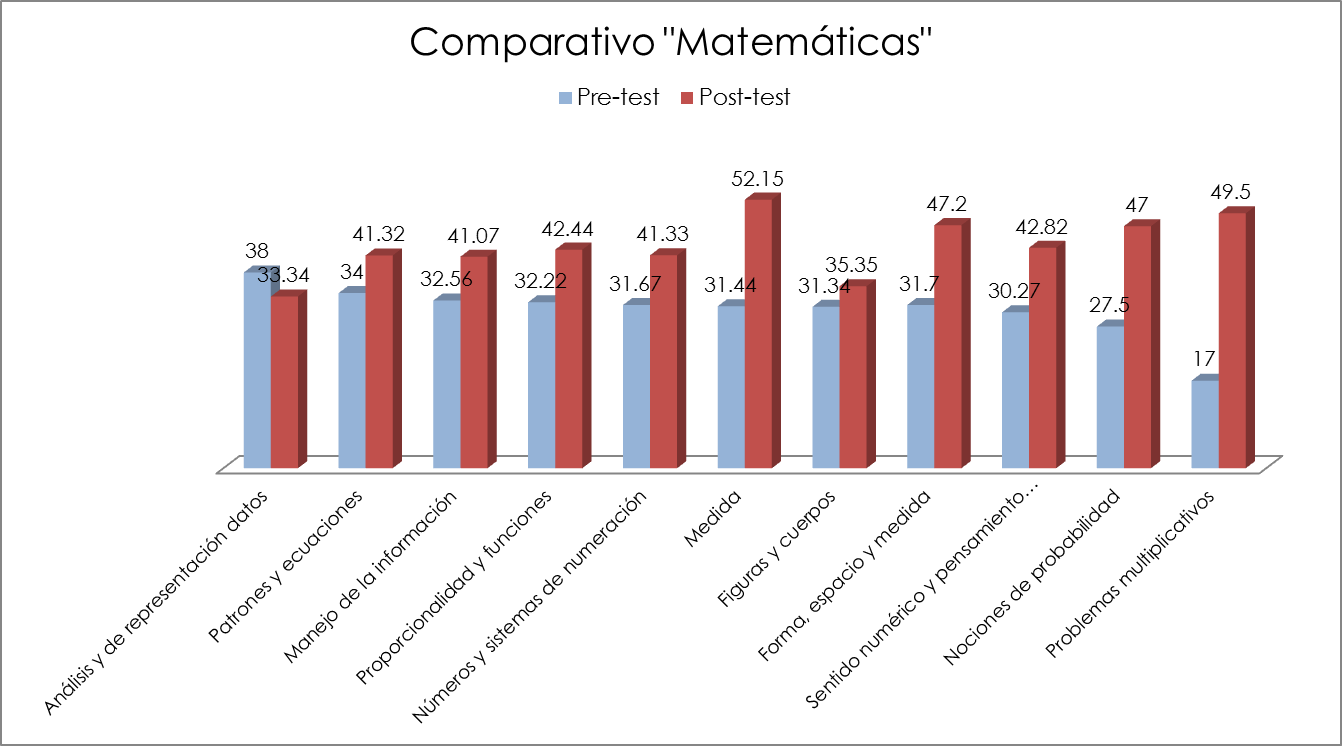 Comparativo "Matemáticas"
Pre-test Post-test
38 33.34
34 41.32
32.56 41.07
32.22 42.44
31.67 41.33
31.44 52.15
31.34 35.35
31.7 47.2
30.27 42.82
27.5 47
17 49.5
Análisis y de representación datos
Patrones y ecuaciones
Manejo de la información
Proporcionalidad y funciones
Números y sistemas de numeración
Medida
Figuras y cuerpos
Forma, espacio y medida
Sentido numérico y pensamiento…
Nociones de probabilidad
Problemas multiplicativos